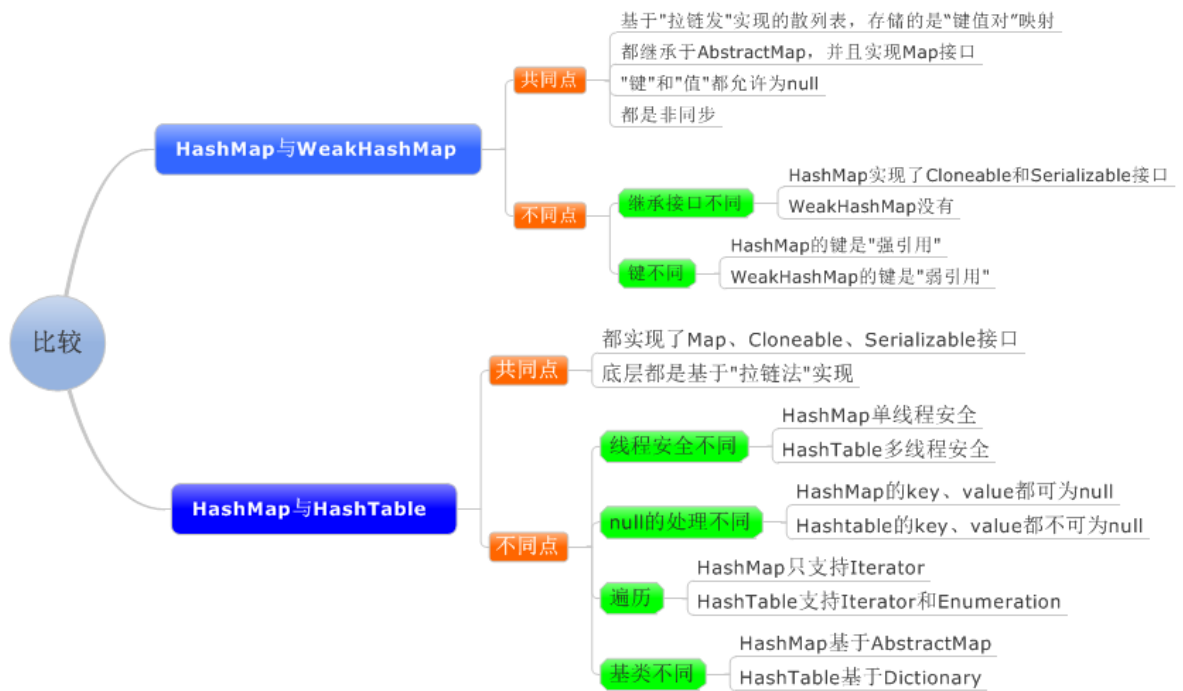 比较
HashMap与WeakHashMap
共同点
基于"拉链发"实现的散列表，存储的是“键值对”映射
都继承于AbstractMap，并且实现Map接口
"键"和"值"都允许为null
都是非同步
不同点
继承接口不同
HashMap实现了Cloneable和Serializable接口
WeakHashMap没有
键不同
HashMap的键是"强引用"
WeakHashMap的键是"弱引用"
HashMap与HashTable
共同点
都实现了Map、Cloneable、Serializable接口
底层都是基于"拉链法"实现
不同点
线程安全不同
HashMap单线程安全
HashTable多线程安全
null的处理不同
HashMap的key、value都可为null
Hashtable的key、value都不可为null
遍历
HashMap只支持Iterator
HashTable支持Iterator和Enumeration
基类不同
HashMap基于AbstractMap
HashTable基于Dictionary